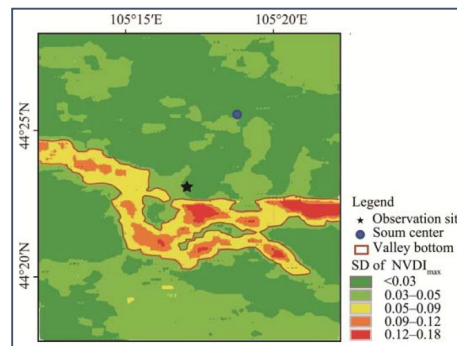 105°15′E 105°20′E
44°25′N
44°20′N
Legend
Observation sit
Soum center
Valley bottom
SD of NVDImax
<0.03
0.03–0.05
0.05–0.09
0.09–0.12
0.12–0.18